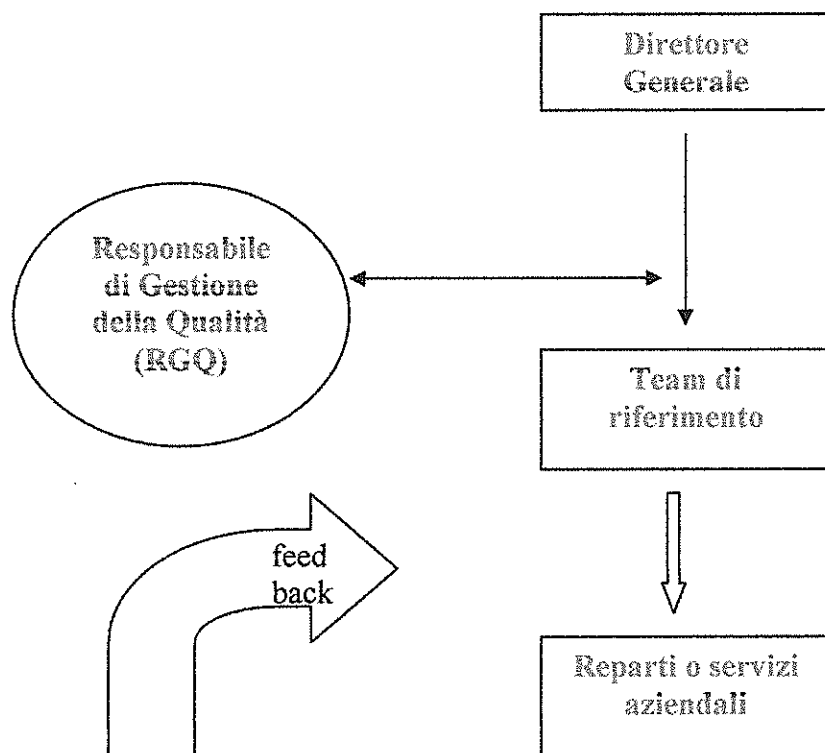 Direttore
Generale
Responsabile
di Gestione
della Qualità
(RGQ)
Team di
riferimento
feed
back
Reparti o servizi
aziendali